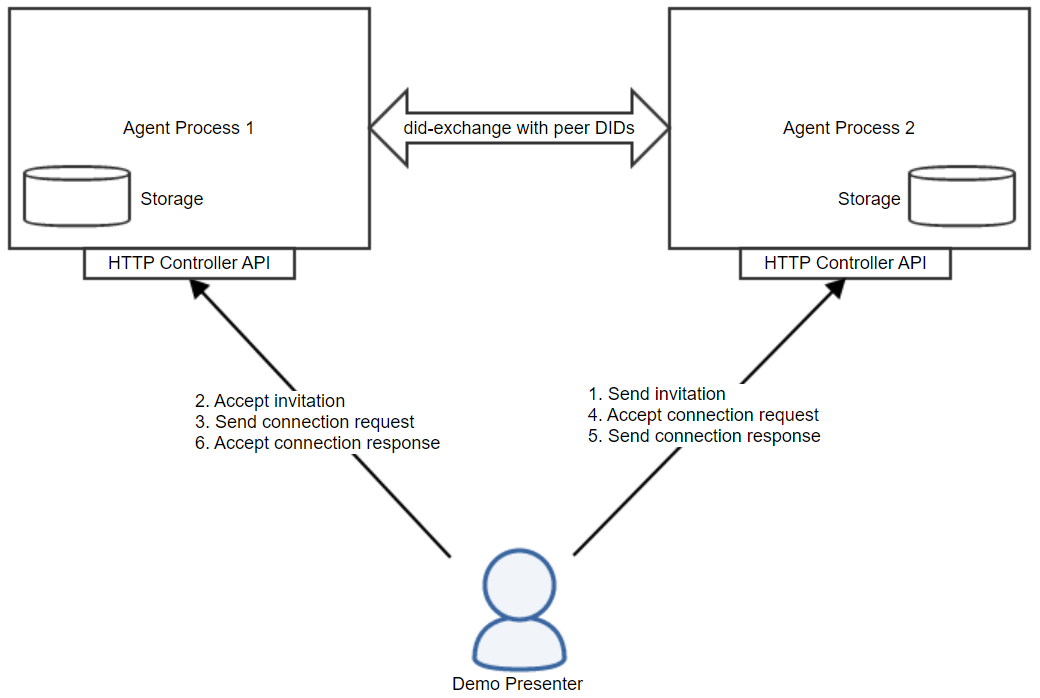 Agent Process 1
did-exchange with peer DIDs
Agent Process 2
Storage
Storage
HTTP Controller API
HTTP Controller API
2. Accept invitation
3. Send connection request
6. Accept connection response
1. Send invitation
4. Accept connection request
5. Send connection response
Demo Presenter